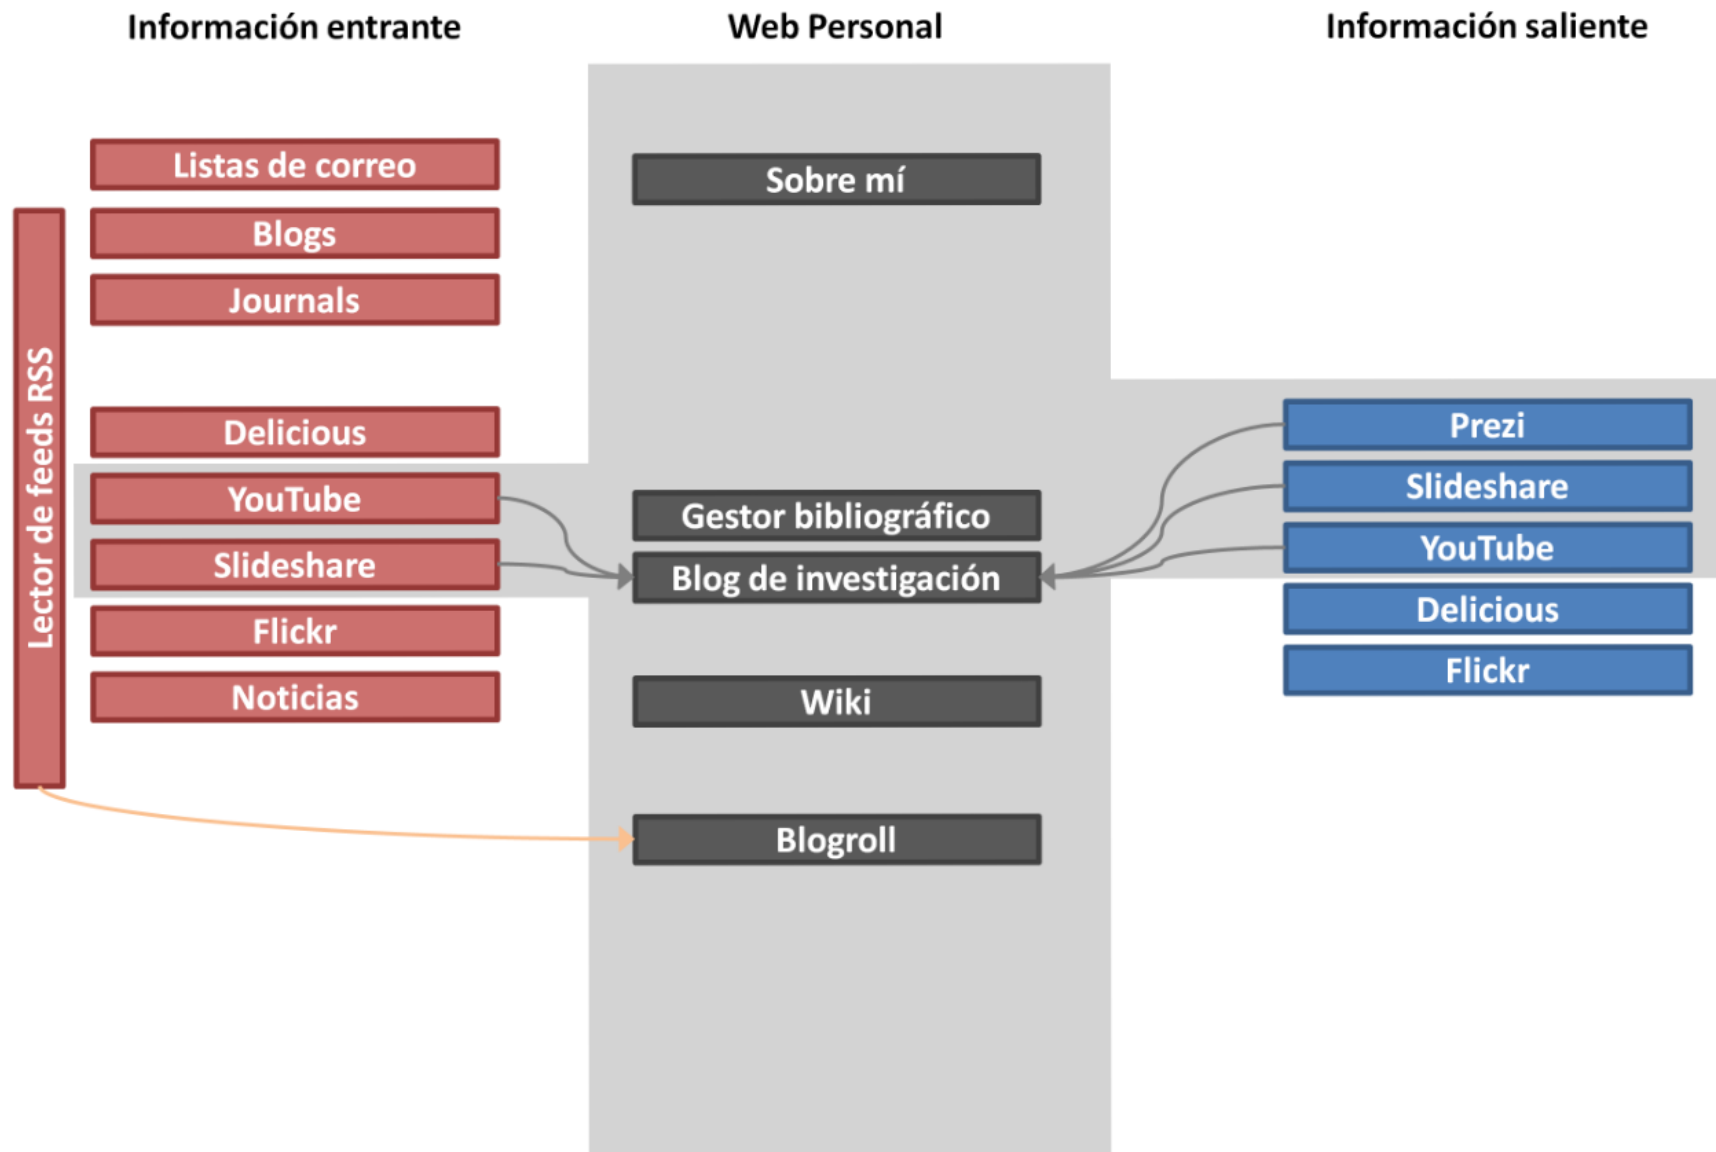 Información entrante
Web Personal
Información saliente
Listas de correo
Blogs
Journals
Lector de feeds RSS
Delicious
YouTube
Slideshare
Flickr
Noticias
Sobre mí
Gestor bibliográfico
Blog de investigación
Wiki
Blogroll
Prezi
Slideshare
YouTube
Delicious
Flickr